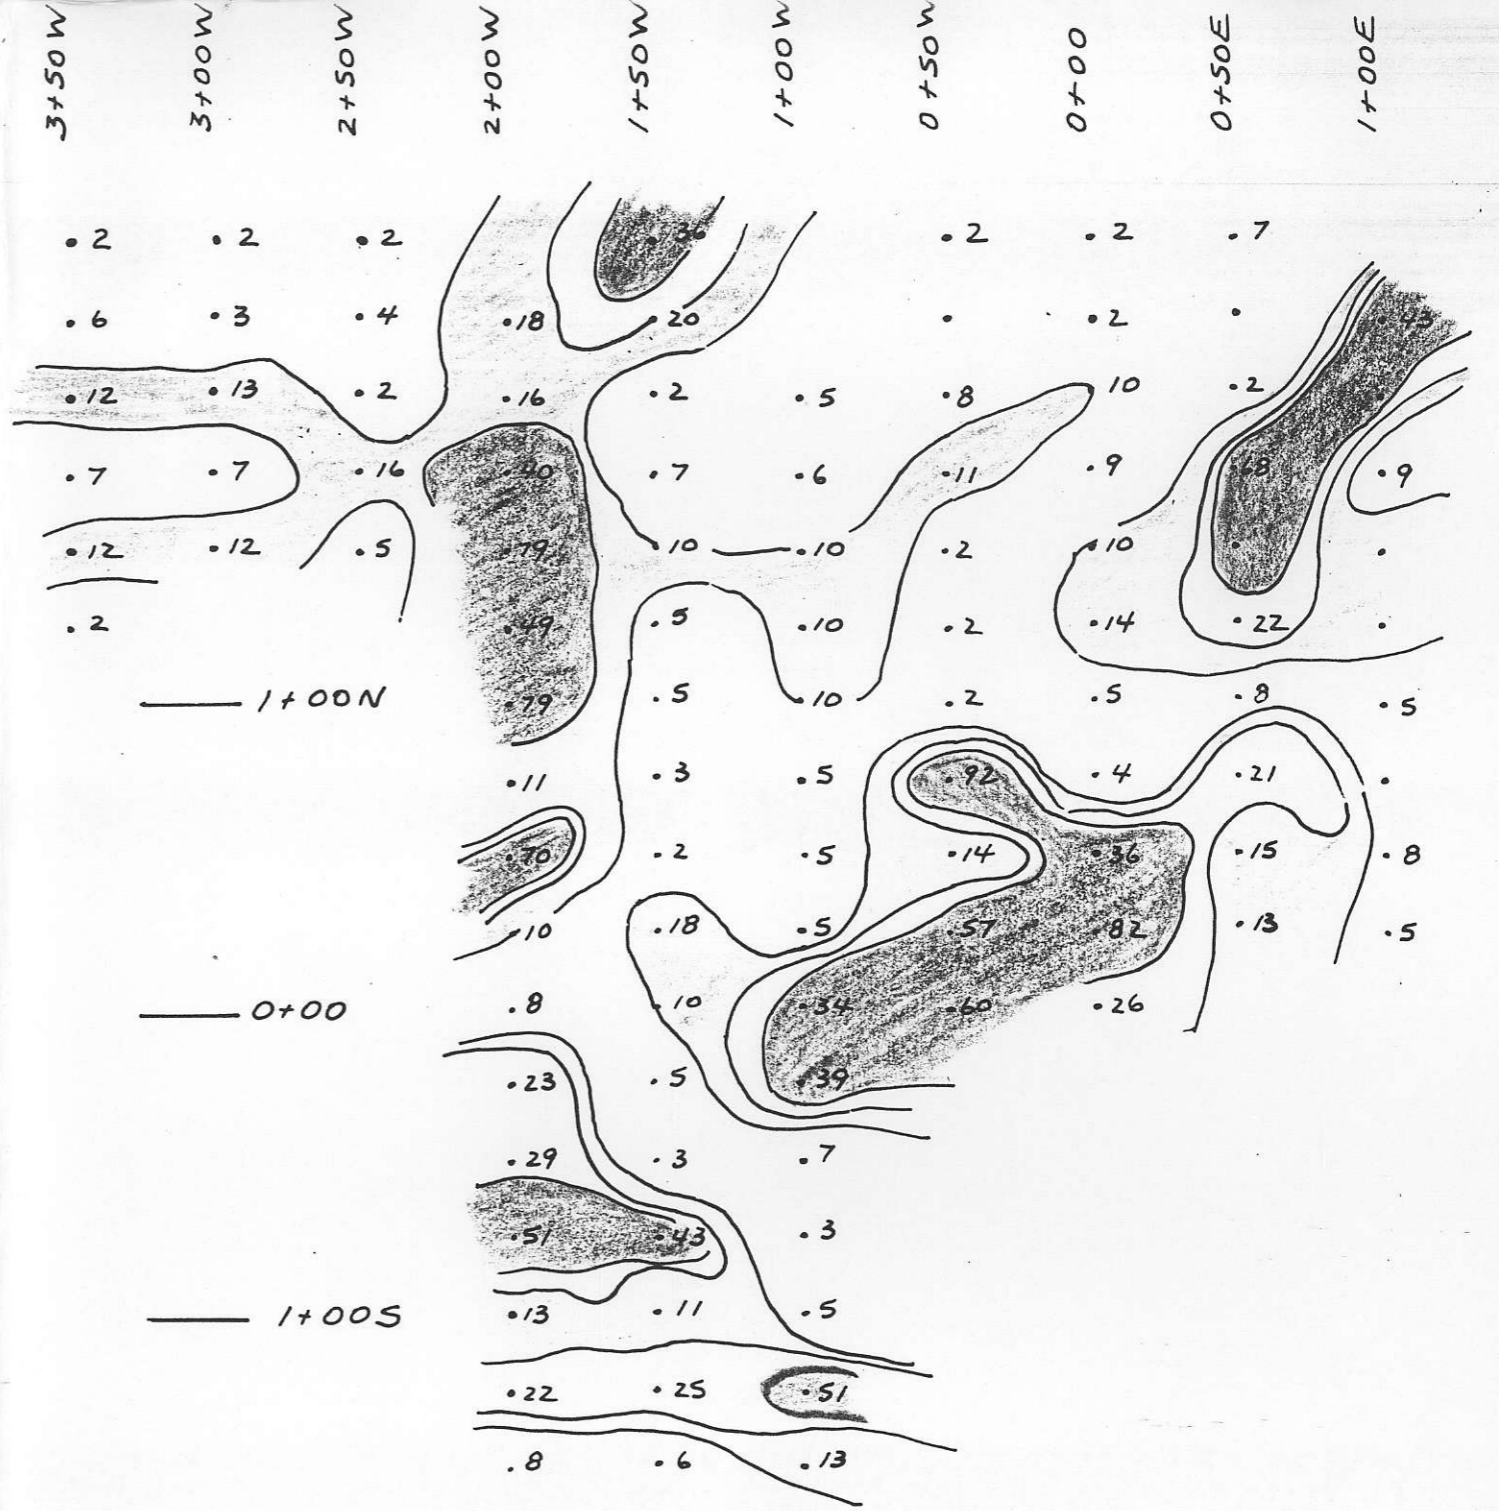 3+50W 3+00W 2+50W 2+00W 1+50W 1+00W 0+50W 0+00 0+50E 1+00E
.2 .2 .2 .36 .2 .2 .7
.6 .3 .4 .18 .20 . .2 . .43
.12 .13 .2 .16 .2 .5 .8 10 .2 .
.7 .7 .16 .40 .7 .6 .11 .9 .68 .9
.12 .12 .5 .79 10 .10 .2 .10 . .
.2 .49 .5 .10 .2 .14 .22 .
1+00N .79 .5 .10 .2 .5 .8 .5
.11 .3 .5 .92 .4 .21 .
.70 .2 .5 .14 .36 .15 .8
.10 .18 .5 .57 .82 .13 .5
0+00 .8 .10 .34 .60 .26
.23 .5 .39
.29 .3 .7
.51 .43 .3
1+00S .13 .11 .5
.22 .25 .51
.8 .6 .13